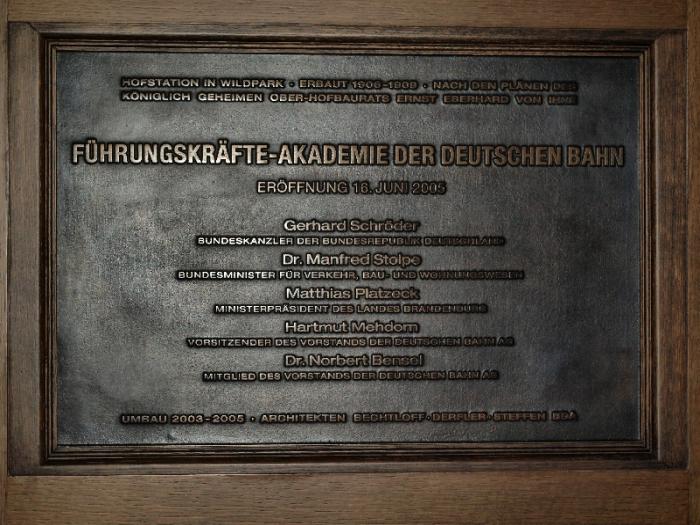 HOFSTATION IN WILDPARK · ERBAUT 1906-1909 · NACH DEN PLÄNEN DES
KÖNIGLICH GEHEIMEN OBER-HOFBAURATS ERNST EBERHARD VON IHNE
FÜHRUNGSKRÄFTE-AKADEMIE DER DEUTSCHEN BAHN
ERÖFFNUNG 16. JUNI 2005
Gerhard Schröder
BUNDESKANZLER DER BUNDESREPUBLIK DEUTSCHLAND
Dr. Manfred Stolpe
BUNDESMINISTER FÜR VERKEHR, BAU- UND WOHNUNGSWESEN
Matthias Platzeck
MINISTERPRÄSIDENT DES LANDES BRANDENBURG
Hartmut Mehdorn
VORSITZENDER DES VORSTANDS DER DEUTSCHEN BAHN AG
Dr. Norbert Bensel
MITGLIED DES VORSTANDS DER DEUTSCHEN BAHN AG
UMBAU 2003-2005 · ARCHITEKTEN BECHTLOFF·DERFLER·STEFFEN BDA